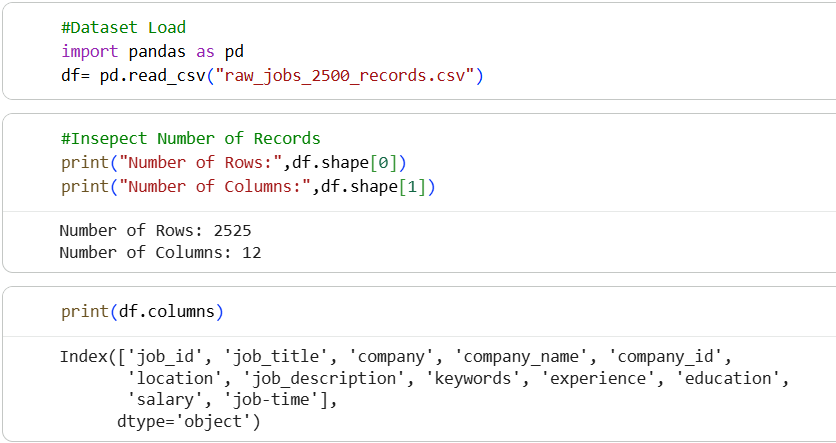 #Dataset Load
import pandas as pd
df= pd.read_csv("raw_jobs_2500_records.csv")
#Insepect Number of Records
print("Number of Rows:",df.shape[0])
print("Number of Columns:",df.shape[1])
Number of Rows: 2525
Number of Columns: 12
print(df.columns)
Index(['job_id', 'job_title', 'company', 'company_name', 'company_id',
       'location', 'job_description', 'keywords', 'experience', 'education',
       'salary', 'job-time'],
      dtype='object')